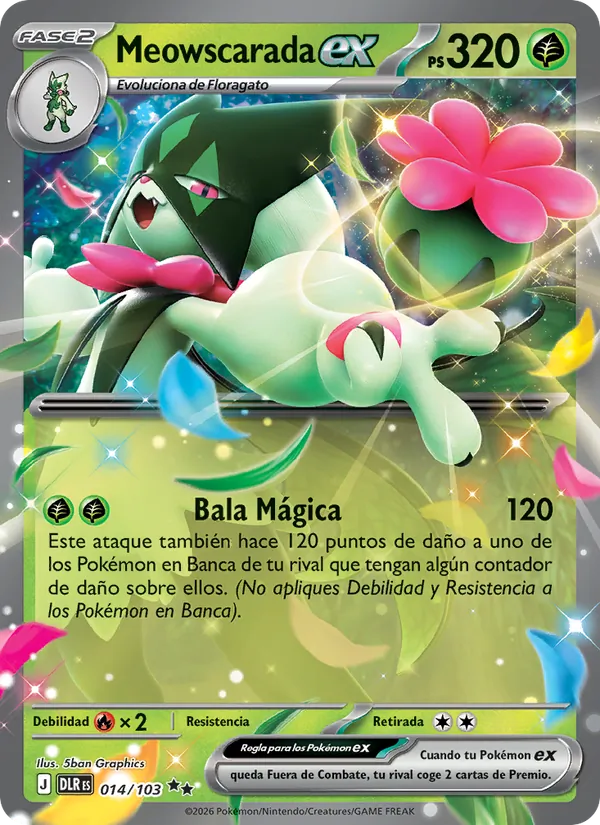 FASE 2
Meowscarada ex
PS 320
Evoluciona de Floragato
Bala Mágica 120
Este ataque también hace 120 puntos de daño a uno de
los Pokémon en Banca de tu rival que tengan algún contador
de daño sobre ellos. (No apliques Debilidad y Resistencia a
los Pokémon en Banca).
Debilidad × 2 Resistencia Retirada
Regla para los Pokémon ex Cuando tu Pokémon ex
queda Fuera de Combate, tu rival coge 2 cartas de Premio.
Ilus. 5ban Graphics
J DLR ES 014/103
©2026 Pokémon/Nintendo/Creatures/GAME FREAK